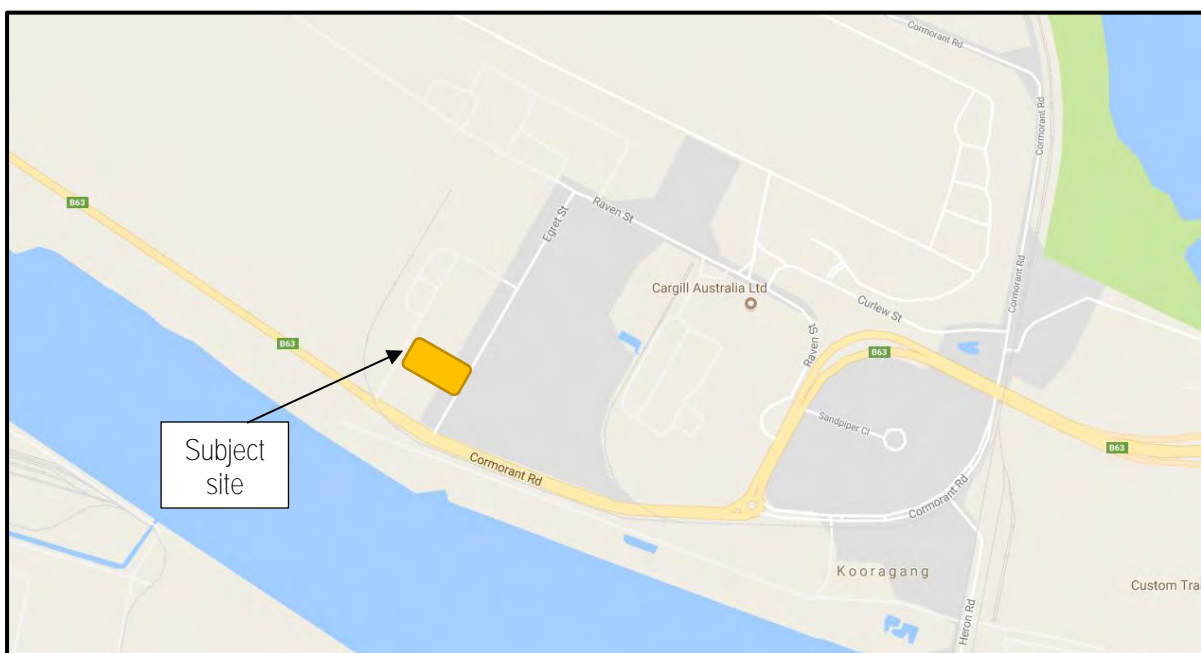 Cormorant Rd
Cormorant Rd
B63
Egret St
Raven St
Cargill Australia Ltd
Cormorant Rd
Curlew St
Raven St
B63
B63
Sandpiper Cl
B63
Subject
site
Cormorant Rd
Cormorant Rd
Kooragang
Custom Tra
Heron Rd